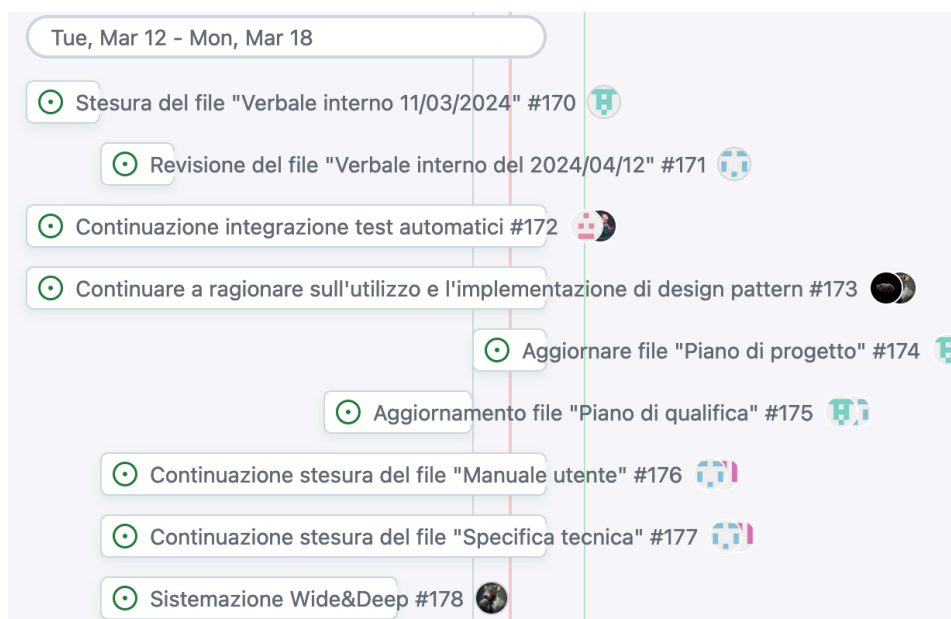 Tue, Mar 12 - Mon, Mar 18
Stesura del file "Verbale interno 11/03/2024" #170
Revisione del file "Verbale interno del 2024/04/12" #171
Continuazione integrazione test automatici #172
Continuare a ragionare sull'utilizzo e l'implementazione di design pattern #173
Aggiornare file "Piano di progetto" #174
Aggiornamento file "Piano di qualifica" #175
Continuazione stesura del file "Manuale utente" #176
Continuazione stesura del file "Specifica tecnica" #177
Sistemazione Wide&Deep #178